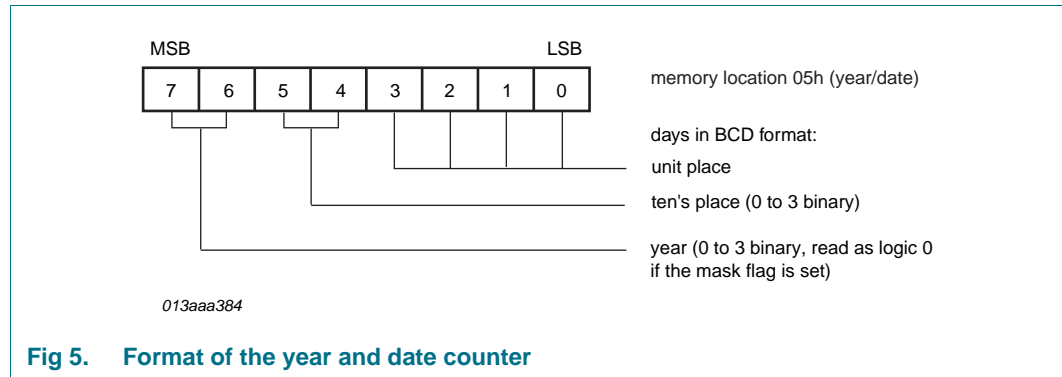 MSB LSB
7 6 5 4 3 2 1 0
memory location 05h (year/date)
days in BCD format:
unit place
ten's place (0 to 3 binary)
year (0 to 3 binary, read as logic 0
if the mask flag is set)
013aaa384
Fig 5. Format of the year and date counter